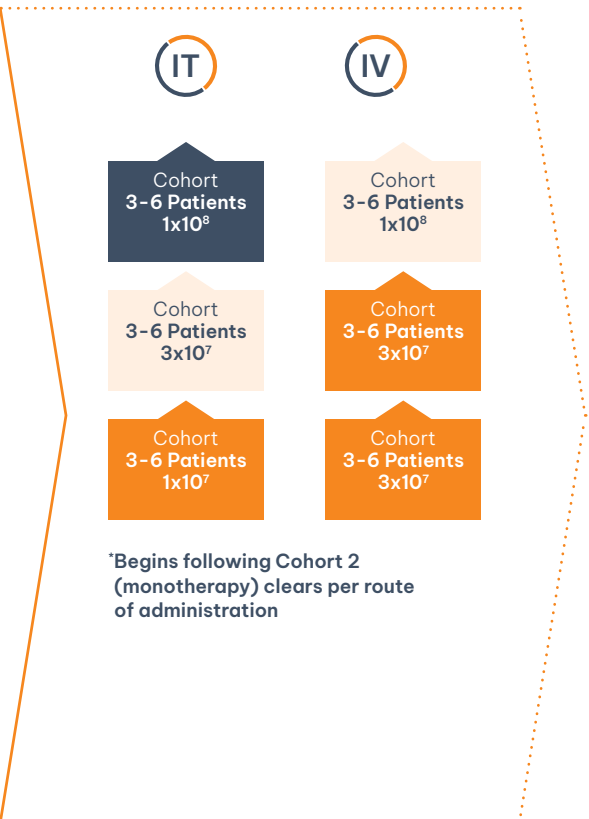 IT
IV
Cohort
3-6 Patients
1x10⁸
Cohort
3-6 Patients
1x10⁸
Cohort
3-6 Patients
3x10⁷
Cohort
3-6 Patients
3x10⁷
Cohort
3-6 Patients
1x10⁷
Cohort
3-6 Patients
3x10⁷
*Begins following Cohort 2
(monotherapy) clears per route
of administration